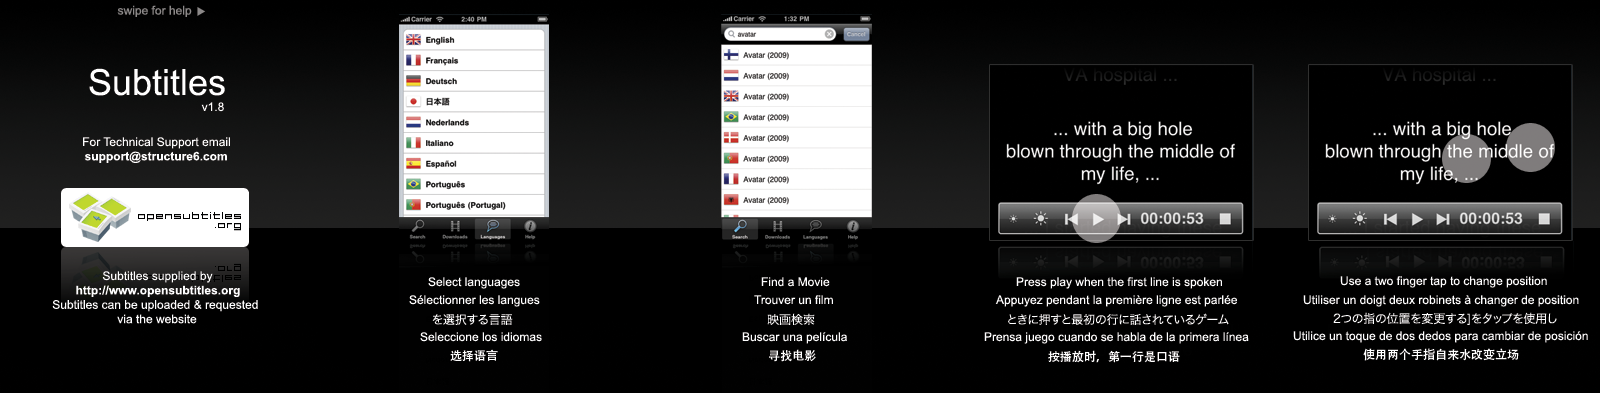 swipe for help ▶
Subtitles
v1.8
For Technical Support email
support@structure6.com
opensubtitles
.org
Subtitles supplied by
http://www.opensubtitles.org
Subtitles can be uploaded & requested
via the website
Carrier 2:40 PM
English
Français
Deutsch
日本語
Nederlands
Italiano
Español
Português
Português (Portugal)
Search Downloads Languages Help
Select languages
Sélectionner les langues
を選択する言語
Seleccione los idiomas
选择语言
Carrier 1:32 PM
avatar Cancel
Avatar (2009)
Avatar (2009)
Avatar (2009)
Avatar (2009)
Avatar (2009)
Avatar (2009)
Avatar (2009)
Avatar (2009)
Search Downloads Languages Help
Find a Movie
Trouver un film
映画検索
Buscar una película
寻找电影
VA hospital ...
... with a big hole
blown through the middle of
my life, ...
00:00:53
Press play when the first line is spoken
Appuyez pendant la première ligne est parlée
ときに押すと最初の行に話されているゲーム
Prensa juego cuando se habla de la primera línea
按播放时，第一行是口语
VA hospital ...
... with a big hole
blown through the middle of
my life, ...
00:00:53
Use a two finger tap to change position
Utiliser un doigt deux robinets à changer de position
2つの指の位置を変更する]をタップを使用し
Utilice un toque de dos dedos para cambiar de posición
使用两个手指自来水改变立场